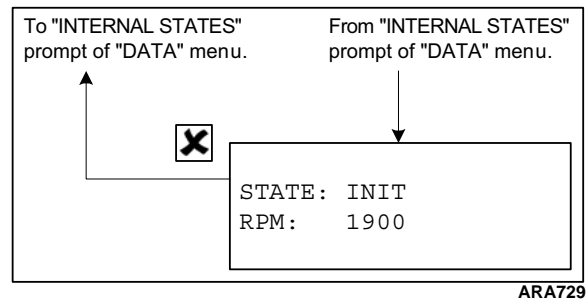 To "INTERNAL STATES"
prompt of "DATA" menu.
From "INTERNAL STATES"
prompt of "DATA" menu.
STATE: INIT
RPM: 1900
ARA729